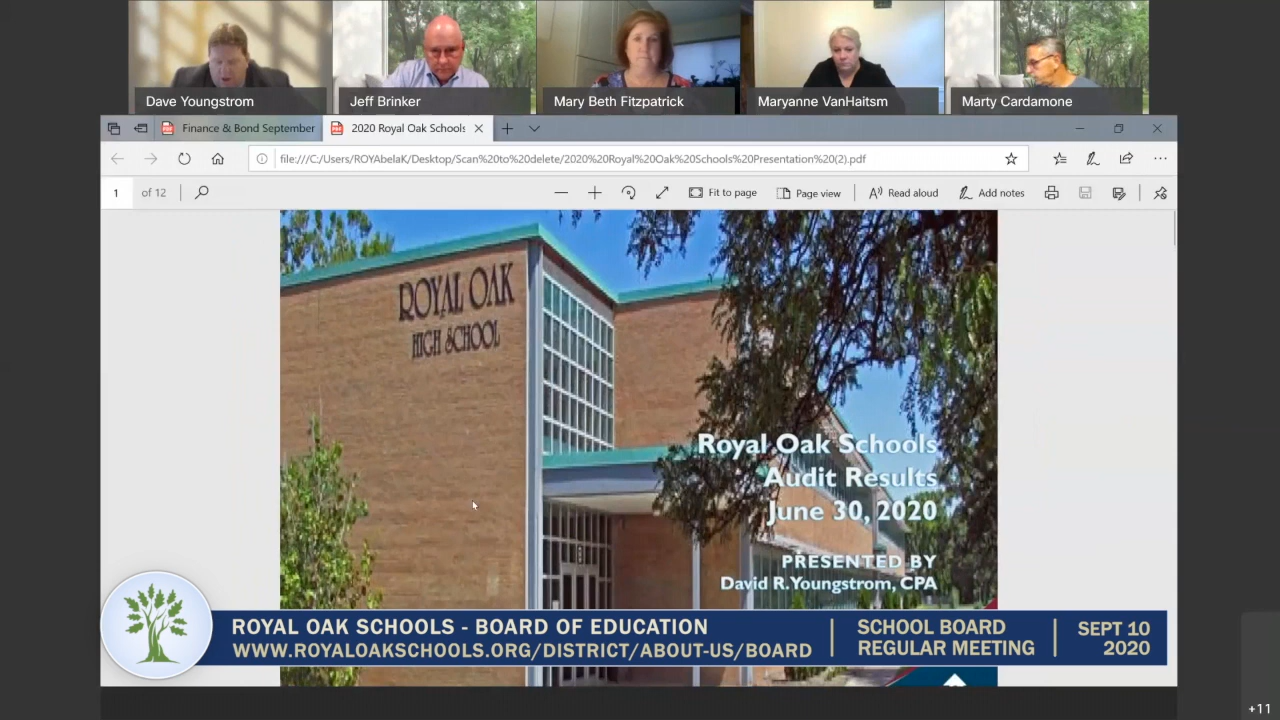 Dave Youngstrom
Jeff Brinker
Mary Beth Fitzpatrick
Maryanne VanHaitsm
Marty Cardamone
Finance & Bond September
2020 Royal Oak Schools
file:///C:/Users/ROYAbelaK/Desktop/Scan%20to%20delete/2020%20Royal%20Oak%20Schools%20Presentation%20(2).pdf
1 of 12
Fit to page
Page view
Read aloud
Add notes
ROYAL OAK
HIGH SCHOOL
Royal Oak Schools
Audit Results
June 30, 2020
PRESENTED BY
David R. Youngstrom, CPA
ROYAL OAK SCHOOLS - BOARD OF EDUCATION
WWW.ROYALOAKSCHOOLS.ORG/DISTRICT/ABOUT-US/BOARD
SCHOOL BOARD
REGULAR MEETING
SEPT 10
2020
+11